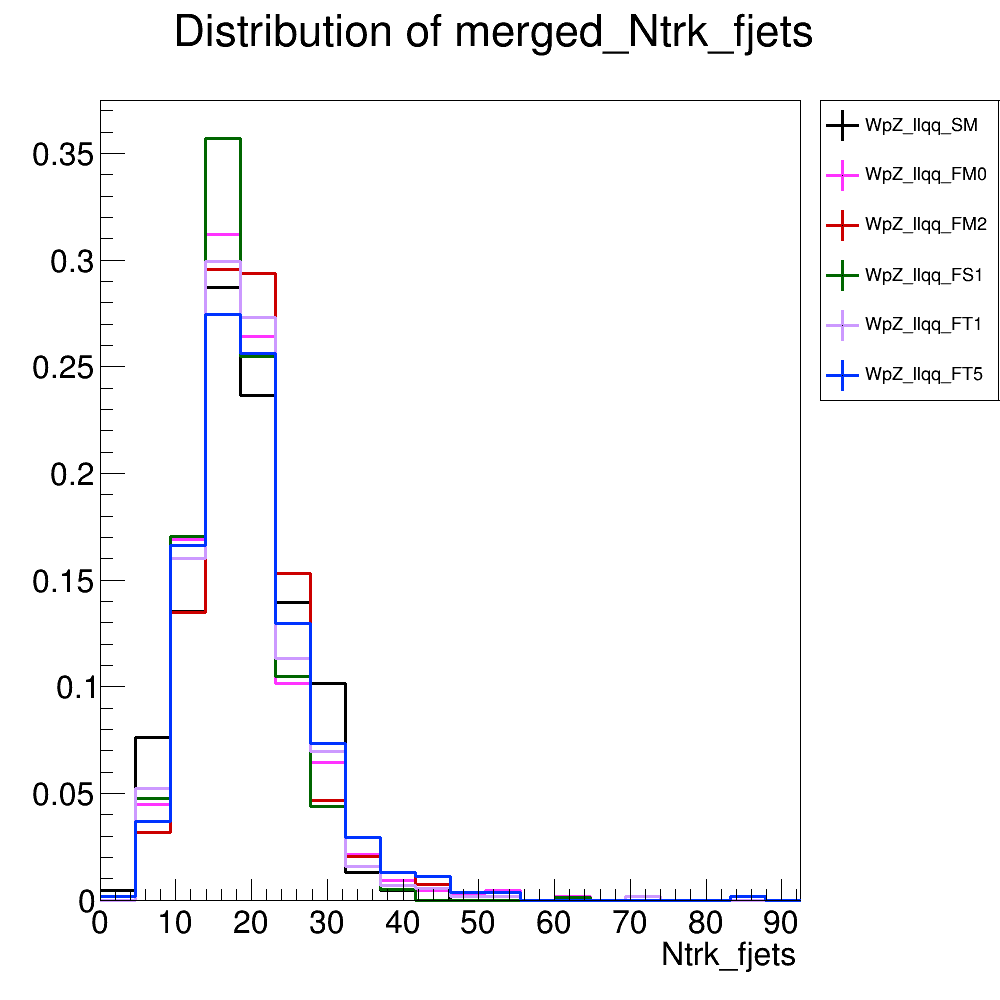 Distribution of merged_Ntrk_fjets
WpZ_llqq_SM
WpZ_llqq_FM0
WpZ_llqq_FM2
WpZ_llqq_FS1
WpZ_llqq_FT1
WpZ_llqq_FT5
0.35
0.3
0.25
0.2
0.15
0.1
0.05
0
0 10 20 30 40 50 60 70 80 90
Ntrk_fjets